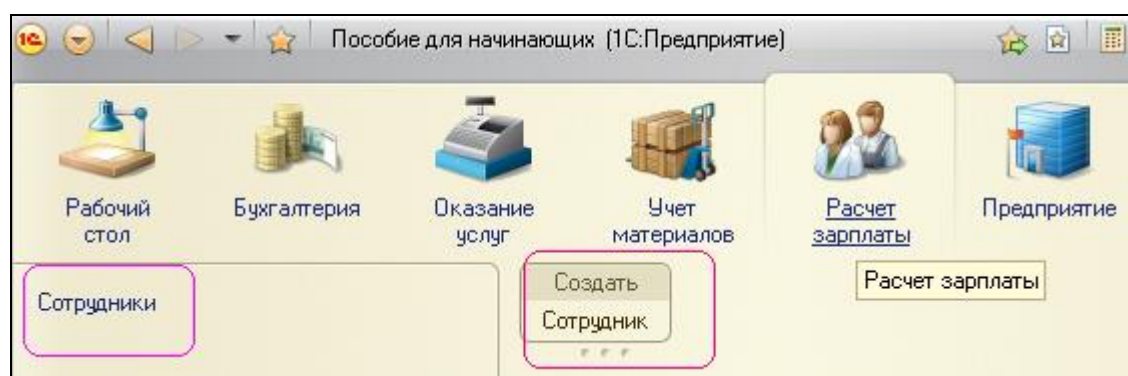 1С Пособие для начинающих (1С:Предприятие)
Рабочий стол
Бухгалтерия
Оказание услуг
Учет материалов
Расчет зарплаты
Предприятие
Сотрудники
Создать
Сотрудник
Расчет зарплаты